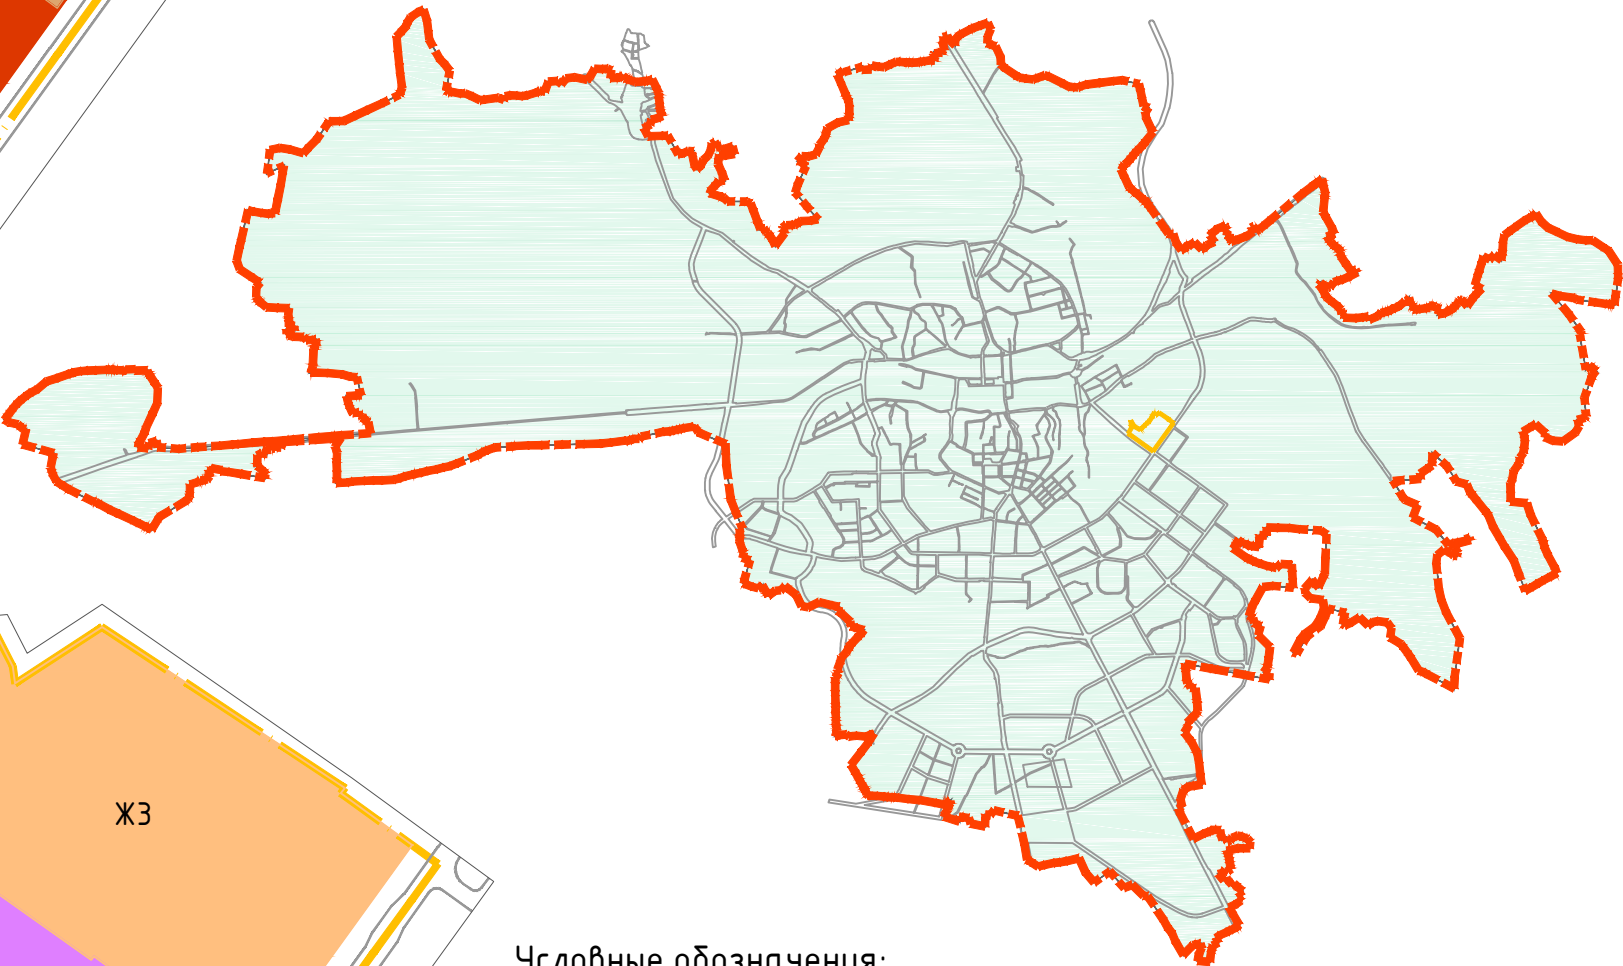 Ж3
Условные обозначения: